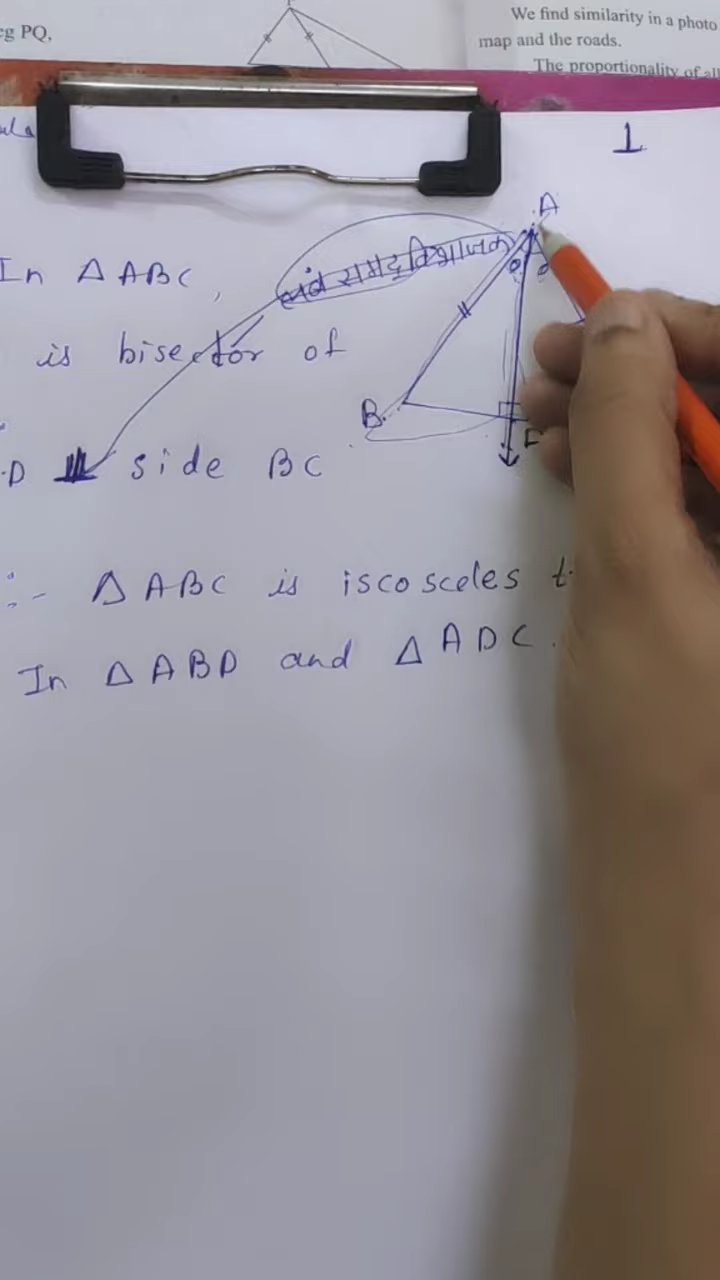 eg PQ,
We find similarity in a photo
map and the roads.
The proportionality of all
1
A
In △ABC,
लंब समद्विभाजक
is bisector of
B
D side BC
:- △ABC is iscosceles t
In △ABD and △ADC.